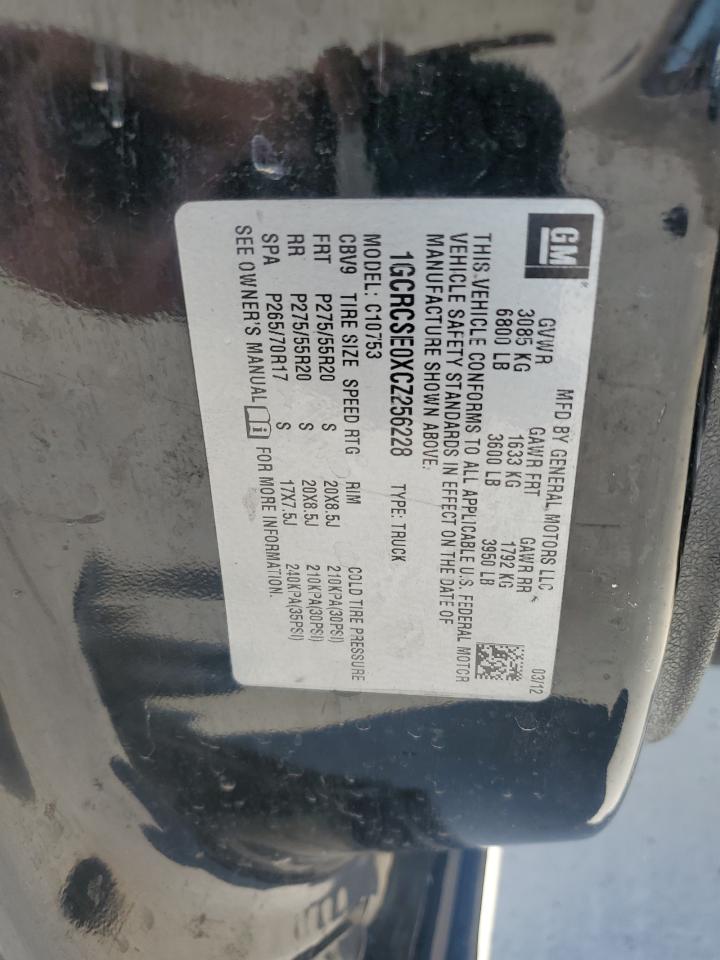 GM
MFD BY GENERAL MOTORS LLC
03/12
GVWR GAWR FRT GAWR RR
3085 KG 1633 KG 1792 KG
6800 LB 3600 LB 3950 LB
THIS VEHICLE CONFORMS TO ALL APPLICABLE U.S. FEDERAL MOTOR
VEHICLE SAFETY STANDARDS IN EFFECT ON THE DATE OF
MANUFACTURE SHOWN ABOVE.
1GCRCSE0XCZ256228 TYPE: TRUCK
MODEL: C10753
CBV9 TIRE SIZE SPEED RTG RIM COLD TIRE PRESSURE
FRT P275/55R20 S 20X8.5J 210KPA(30PSI)
RR P275/55R20 S 20X8.5J 210KPA(30PSI)
SPA P265/70R17 S 17X7.5J 240KPA(35PSI)
SEE OWNER'S MANUAL i FOR MORE INFORMATION.